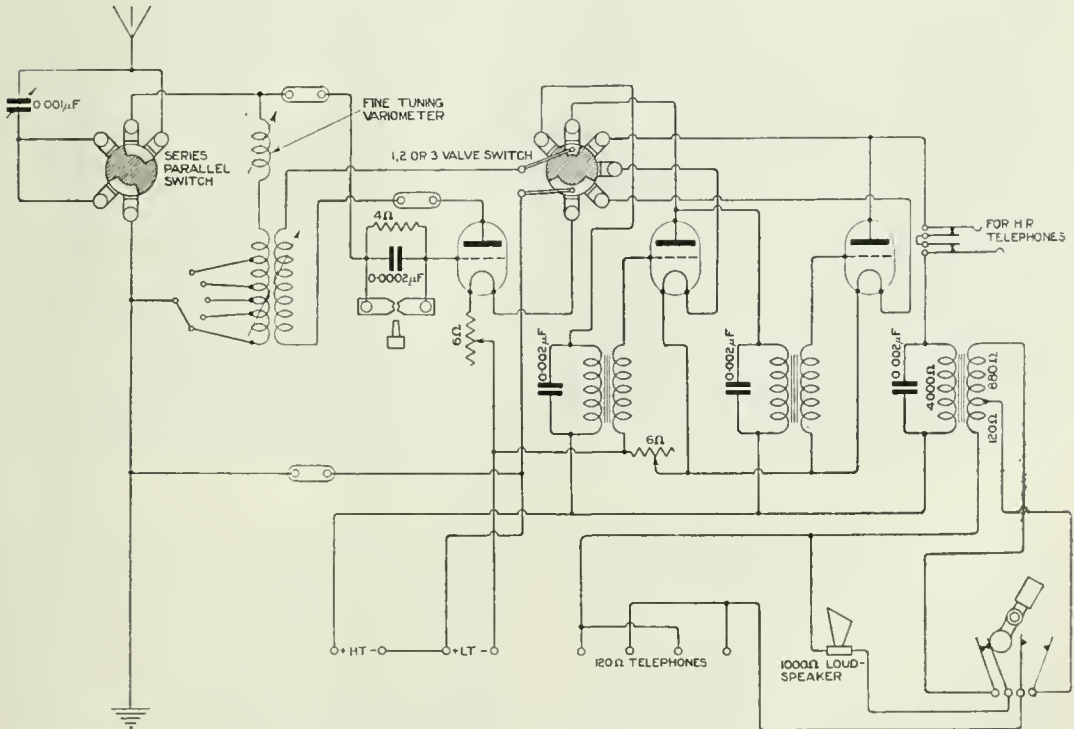 0·001μF
SERIES
PARALLEL
SWITCH
FINE TUNING
VARIOMETER
1,2 OR 3 VALVE SWITCH
4Ω
0·0002μF
6Ω
0·002μF
6Ω
0·002μF
FOR H R
TELEPHONES
0·002μF
4000Ω
880Ω
120Ω
+ HT -
+ LT -
120Ω TELEPHONES
1000Ω LOUD-
SPEAKER